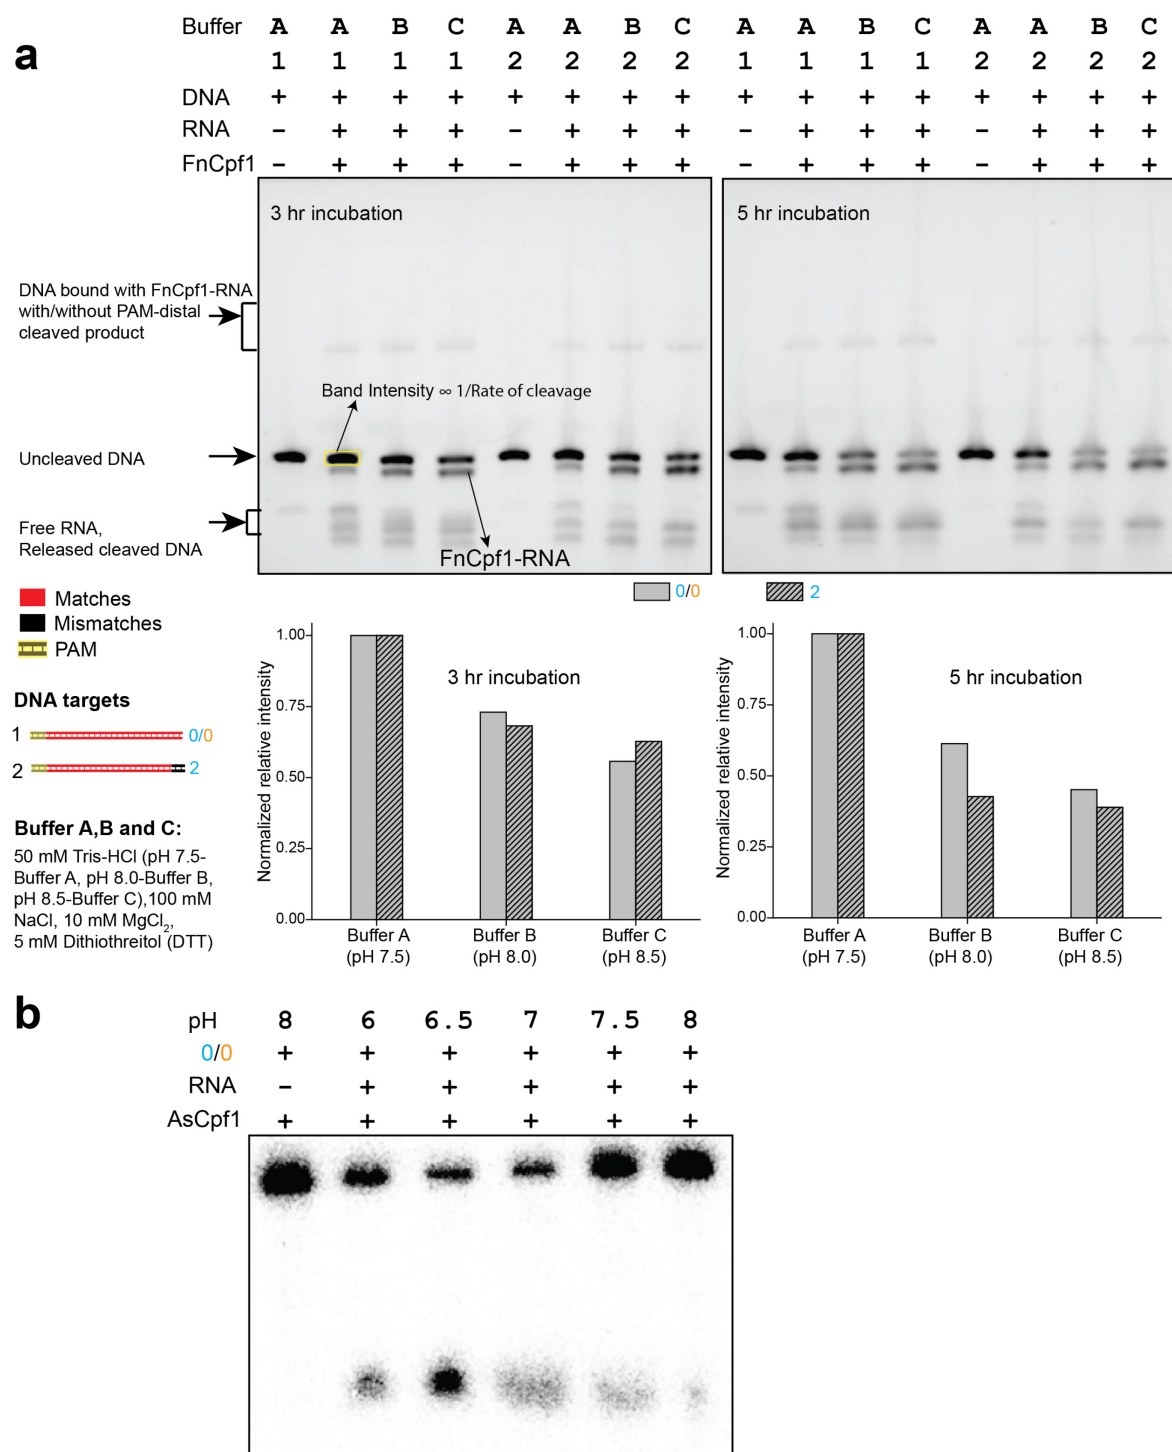 a
Buffer A A B C A A B C A A B C A A B C
1 1 1 1 2 2 2 2 1 1 1 1 2 2 2 2
DNA + + + + + + + + + + + + + + + +
RNA – + + + – + + + – + + + – + + +
FnCpf1 – + + + – + + + – + + + – + + +
3 hr incubation
5 hr incubation
DNA bound with FnCpf1-RNA
with/without PAM-distal
cleaved product
Band Intensity ∞ 1/Rate of cleavage
Uncleaved DNA
Free RNA,
Released cleaved DNA
FnCpf1-RNA
0/0
2
Matches
Mismatches
PAM
DNA targets
1 0/0
2 2
Buffer A,B and C:
50 mM Tris-HCl (pH 7.5-
Buffer A, pH 8.0-Buffer B,
pH 8.5-Buffer C),100 mM
NaCl, 10 mM MgCl2,
5 mM Dithiothreitol (DTT)
Normalized relative intensity
1.00
0.75
0.50
0.25
0.00
3 hr incubation
Buffer A Buffer B Buffer C
(pH 7.5) (pH 8.0) (pH 8.5)
Normalized relative intensity
1.00
0.75
0.50
0.25
0.00
5 hr incubation
Buffer A Buffer B Buffer C
(pH 7.5) (pH 8.0) (pH 8.5)
b
pH 8 6 6.5 7 7.5 8
0/0 + + + + + +
RNA – + + + + +
AsCpf1 + + + + + +